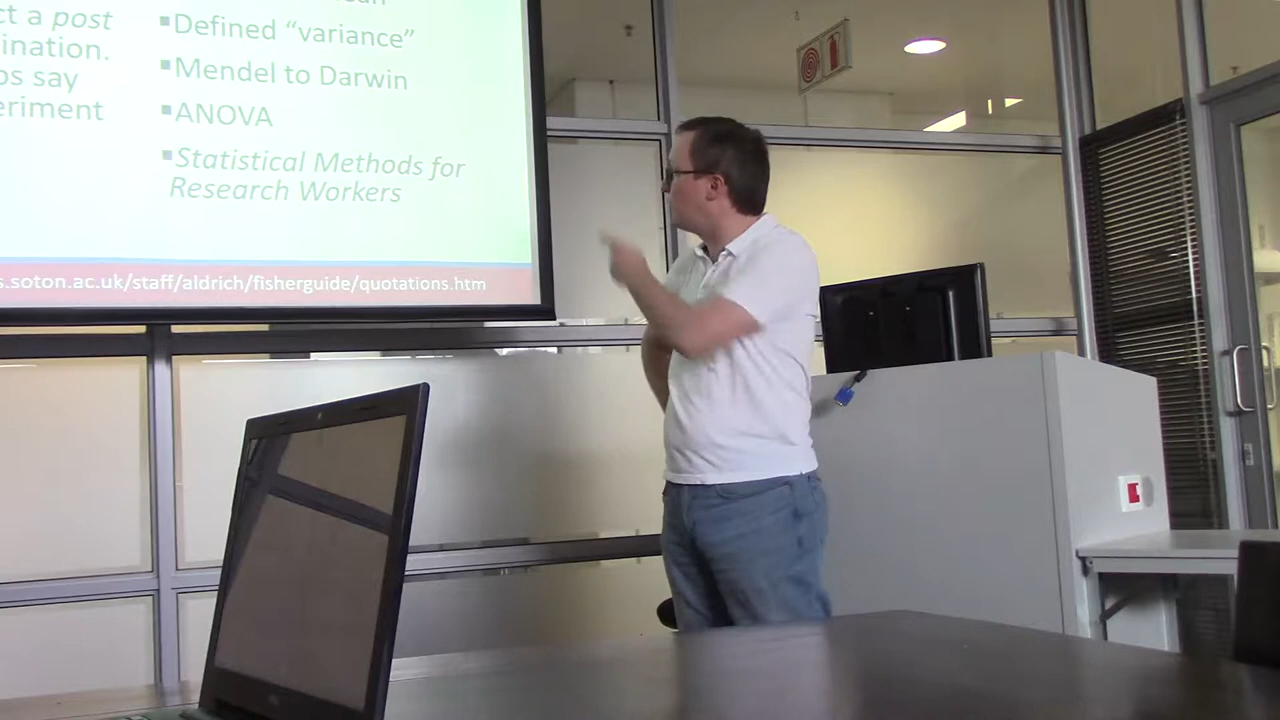 ct a post
ination.
ps say
eriment
▪Defined “variance”
▪Mendel to Darwin
▪ANOVA
▪Statistical Methods for
Research Workers
s.soton.ac.uk/staff/aldrich/fisherguide/quotations.htm